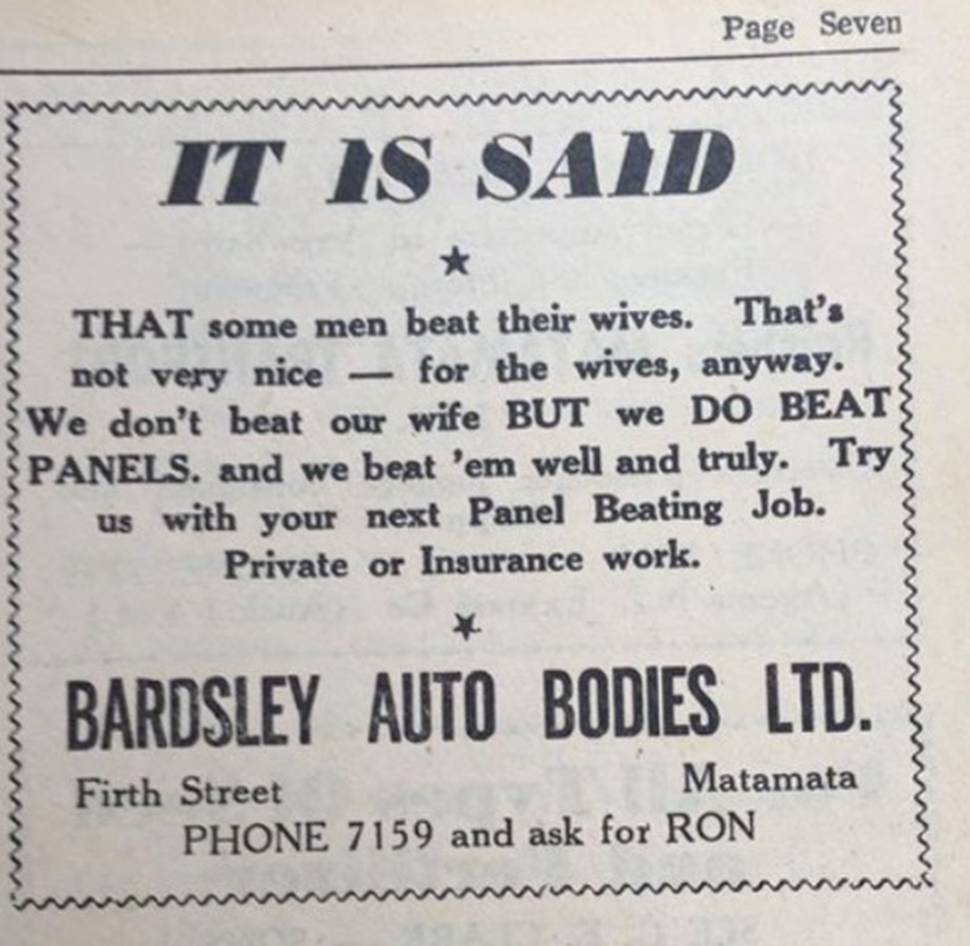 Page Seven
IT IS SAID
THAT some men beat their wives. That's
not very nice — for the wives, anyway.
We don't beat our wife BUT we DO BEAT
PANELS. and we beat 'em well and truly. Try
us with your next Panel Beating Job.
Private or Insurance work.
BARDSLEY AUTO BODIES LTD.
Firth Street Matamata
PHONE 7159 and ask for RON